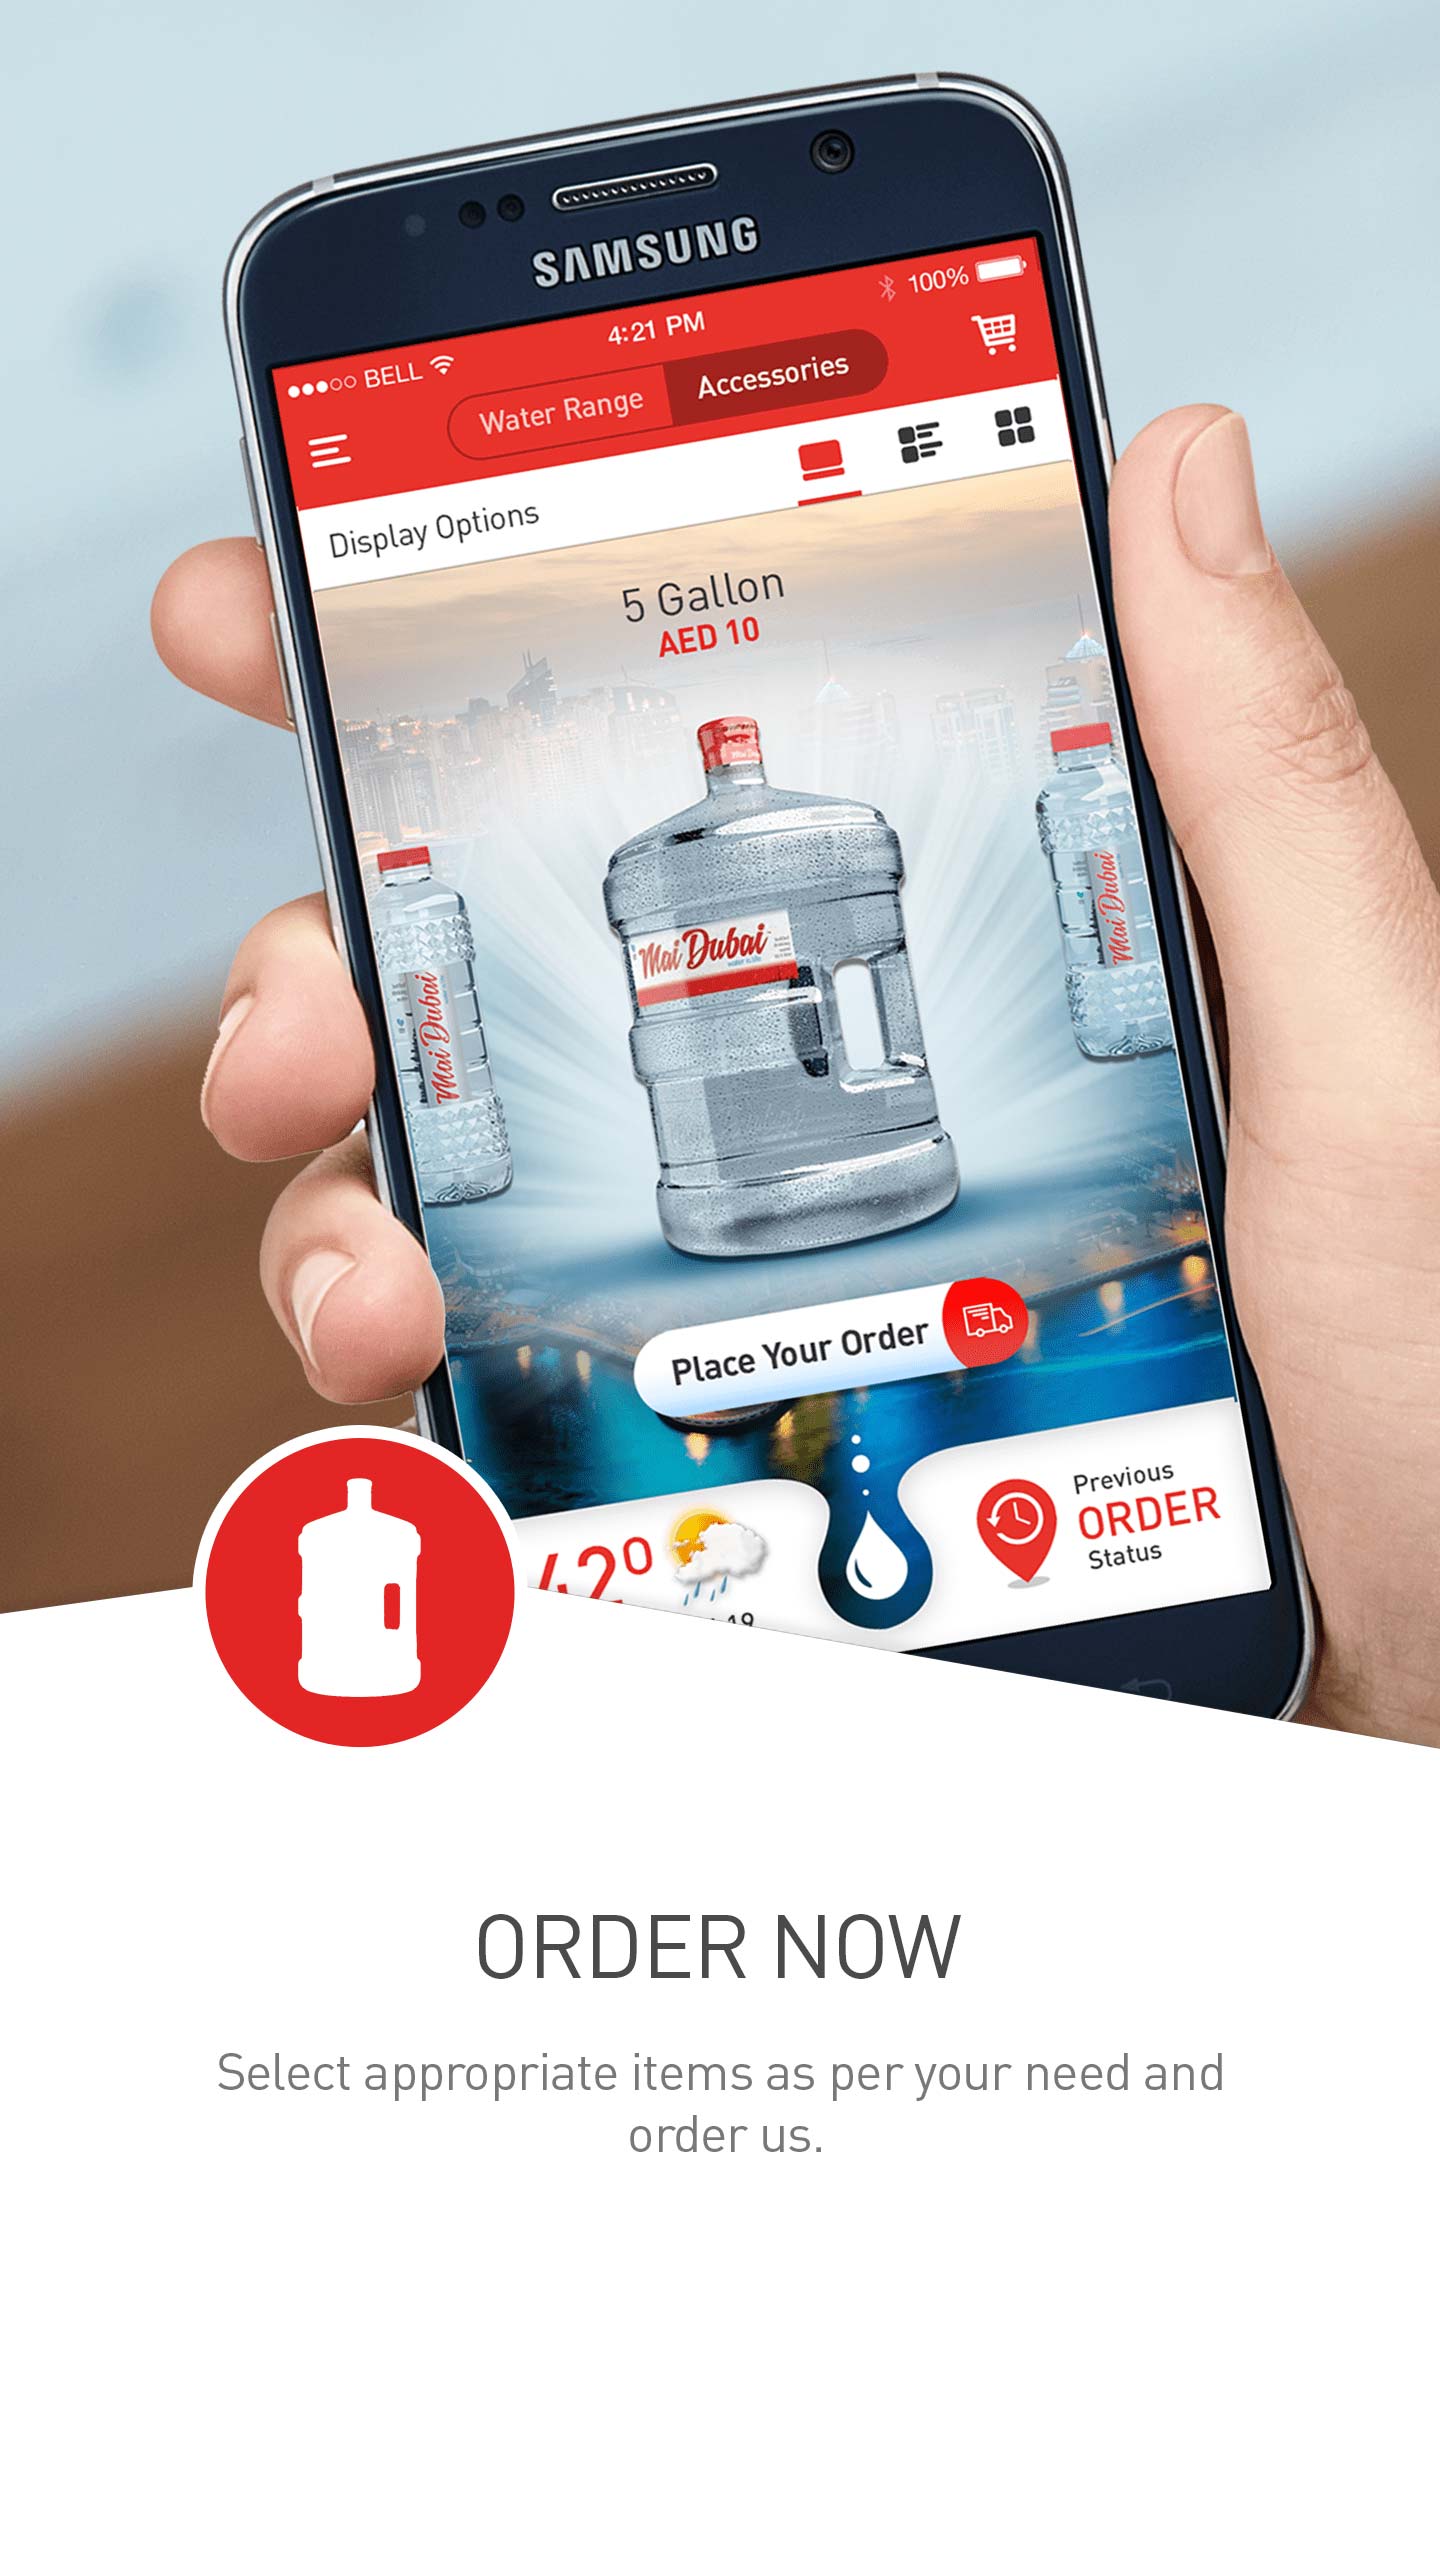 SAMSUNG
BELL
4:21 PM
100%
Water Range
Accessories
Display Options
5 Gallon
AED 10
Mai Dubai
Mai Dubai
Mai Dubai
Place Your Order
42º
Previous
ORDER
Status
ORDER NOW
Select appropriate items as per your need and
order us.